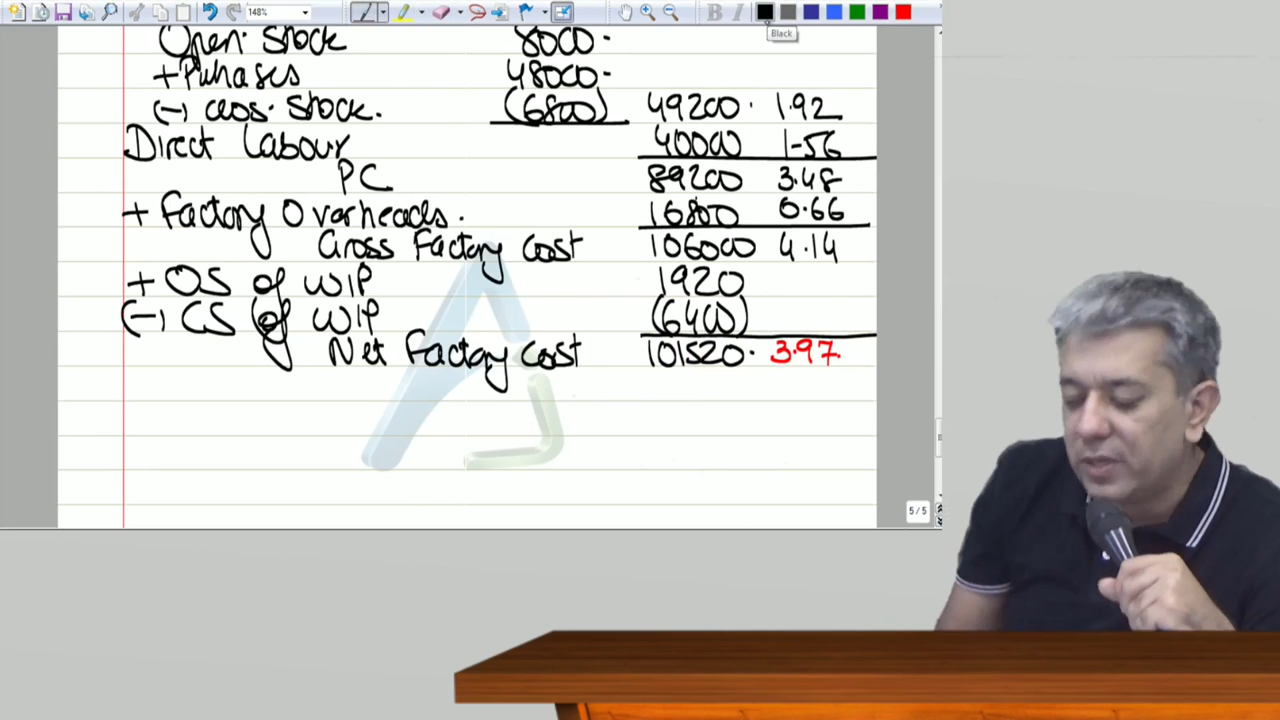 148%
B I
Black
Open. Stock 8000.
+ Puhases 48000.
(-) clos. Stock. (6800) 49200. 1.92
Direct Labour 40000 1-56
PC 89200 3.48
+ Factory Overheads. 16800 0.66
Gross Factory cost 106000 4.14
+ OS of WIP 1920
(-) CS of WIP (6400)
Net Factory cost 101520. 3.97.
5 / 5